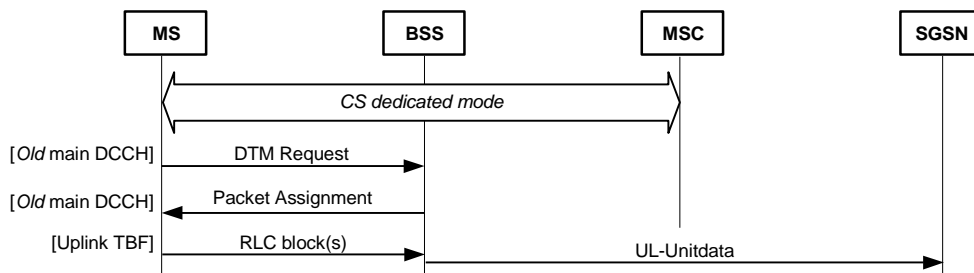 MS
BSS
MSC
SGSN
CS dedicated mode
[Old main DCCH]
DTM Request
[Old main DCCH]
Packet Assignment
[Uplink TBF]
RLC block(s)
UL-Unitdata